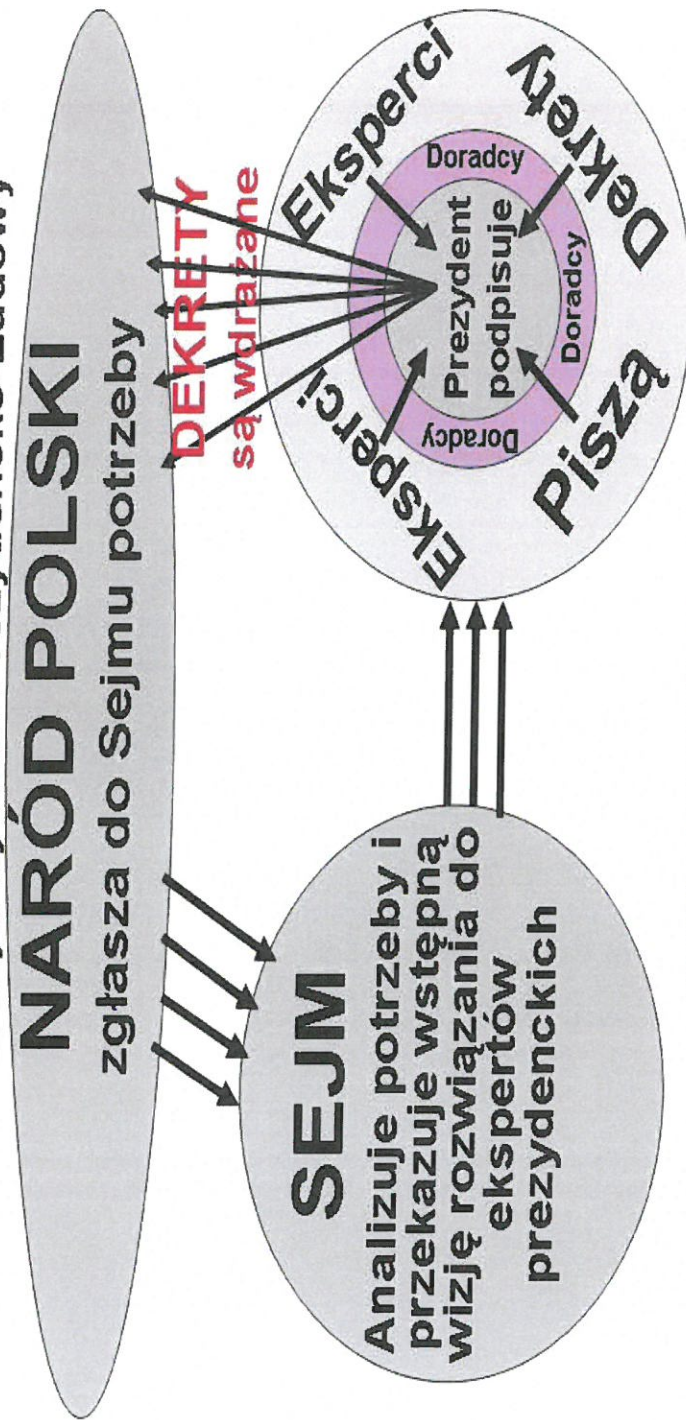 NARÓD POLSKI
zgłasza do Sejmu potrzeby
DEKRETY
są wdrażane
SEJM
Analizuje potrzeby i
przekazuje wstępną
wizję rozwiązania do
ekspertów
prezydenckich
Eksperci
Eksperci
Piszą
Dekrety
Doradcy
Doradcy
Doradcy
Prezydent
podpisuje